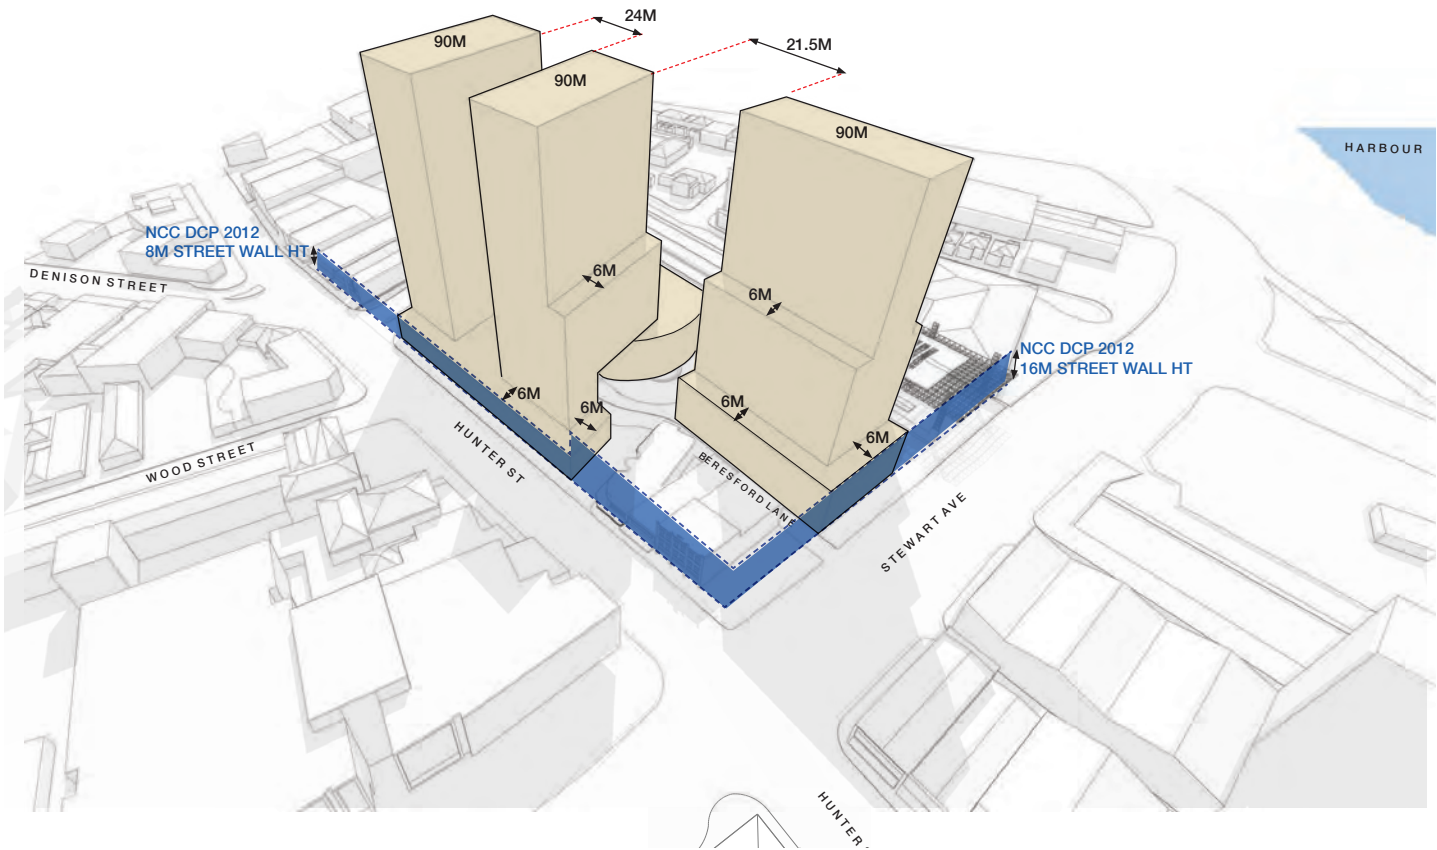 24M
90M
21.5M
90M
90M
HARBOUR
NCC DCP 2012
8M STREET WALL HT
DENISON STREET
6M
6M
NCC DCP 2012
16M STREET WALL HT
6M
6M
6M
6M
HUNTER ST
WOOD STREET
BERESFORD LANE
STEWART AVE
HUNTER